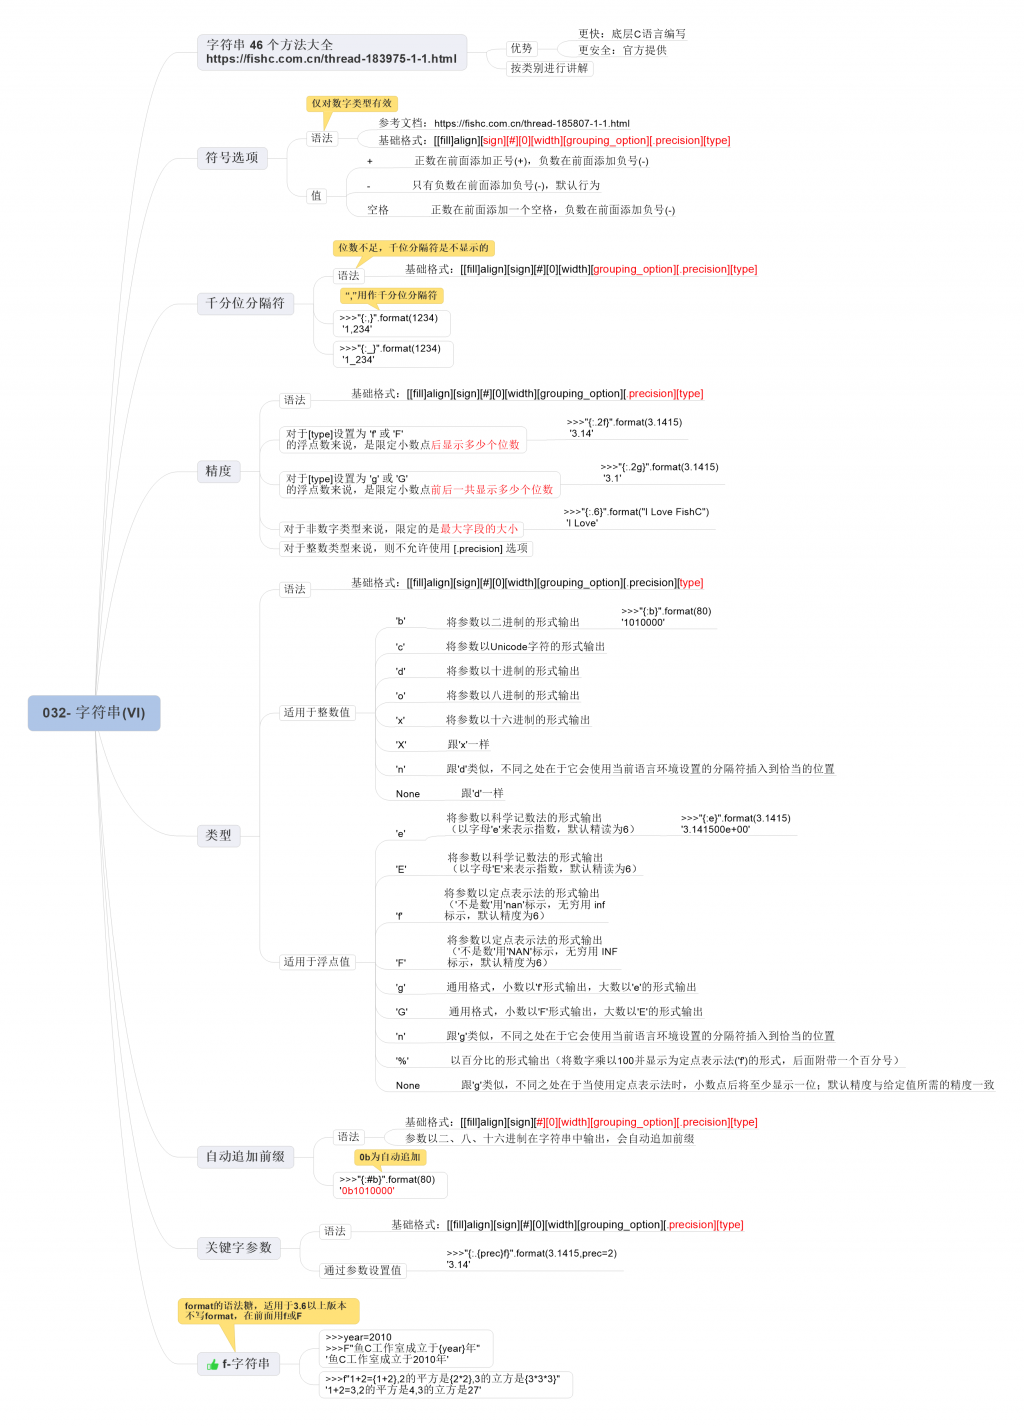 032- 字符串(VI)
字符串 46 个方法大全
https://fishc.com.cn/thread-183975-1-1.html
优势
更快：底层C语言编写
更安全：官方提供
按类别进行讲解
符号选项
仅对数字类型有效
语法
参考文档：https://fishc.com.cn/thread-185807-1-1.html
基础格式：[[fill]align][sign][#][0][width][grouping_option][.precision][type]
值
+ 正数在前面添加正号(+)，负数在前面添加负号(-)
- 只有负数在前面添加负号(-)，默认行为
空格 正数在前面添加一个空格，负数在前面添加负号(-)
千分位分隔符
位数不足，千位分隔符是不显示的
语法
基础格式：[[fill]align][sign][#][0][width][grouping_option][.precision][type]
“,”用作千分位分隔符
>>>"{:,}".format(1234)
'1,234'
>>>"{:_}".format(1234)
'1_234'
精度
语法
基础格式：[[fill]align][sign][#][0][width][grouping_option][.precision][type]
对于[type]设置为 'f' 或 'F'
的浮点数来说，是限定小数点后显示多少个位数
>>>"{:.2f}".format(3.1415)
'3.14'
对于[type]设置为 'g' 或 'G'
的浮点数来说，是限定小数点前后一共显示多少个位数
>>>"{:.2g}".format(3.1415)
'3.1'
对于非数字类型来说，限定的是最大字段的大小
>>>"{:.6}".format("I Love FishC")
'I Love'
对于整数类型来说，则不允许使用 [.precision] 选项
类型
语法
基础格式：[[fill]align][sign][#][0][width][grouping_option][.precision][type]
适用于整数值
'b' 将参数以二进制的形式输出
>>>"{:b}".format(80)
'1010000'
'c' 将参数以Unicode字符的形式输出
'd' 将参数以十进制的形式输出
'o' 将参数以八进制的形式输出
'x' 将参数以十六进制的形式输出
'X' 跟'x'一样
'n' 跟'd'类似，不同之处在于它会使用当前语言环境设置的分隔符插入到恰当的位置
None 跟'd'一样
适用于浮点值
'e' 将参数以科学记数法的形式输出
（以字母'e'来表示指数，默认精读为6）
>>>"{:e}".format(3.1415)
'3.141500e+00'
'E' 将参数以科学记数法的形式输出
（以字母'E'来表示指数，默认精读为6）
'f' 将参数以定点表示法的形式输出
（'不是数'用'nan'标示，无穷用 inf
标示，默认精度为6）
'F' 将参数以定点表示法的形式输出
（'不是数'用'NAN'标示，无穷用 INF
标示，默认精度为6）
'g' 通用格式，小数以'f'形式输出，大数以'e'的形式输出
'G' 通用格式，小数以'F'形式输出，大数以'E'的形式输出
'n' 跟'g'类似，不同之处在于它会使用当前语言环境设置的分隔符插入到恰当的位置
'%' 以百分比的形式输出（将数字乘以100并显示为定点表示法('f')的形式，后面附带一个百分号）
None 跟'g'类似，不同之处在于当使用定点表示法时，小数点后将至少显示一位；默认精度与给定值所需的精度一致
自动追加前缀
语法
基础格式：[[fill]align][sign][#][0][width][grouping_option][.precision][type]
参数以二、八、十六进制在字符串中输出，会自动追加前缀
0b为自动追加
>>>"{:#b}".format(80)
'0b1010000'
关键字参数
语法
基础格式：[[fill]align][sign][#][0][width][grouping_option][.precision][type]
通过参数设置值
>>>"{:.{prec}f}".format(3.1415,prec=2)
'3.14'
format的语法糖，适用于3.6以上版本
不写format，在前面用f或F
f-字符串
>>>year=2010
>>>F"鱼C工作室成立于{year}年"
'鱼C工作室成立于2010年'
>>>f"1+2={1+2},2的平方是{2*2},3的立方是{3*3*3}"
'1+2=3,2的平方是4,3的立方是27'